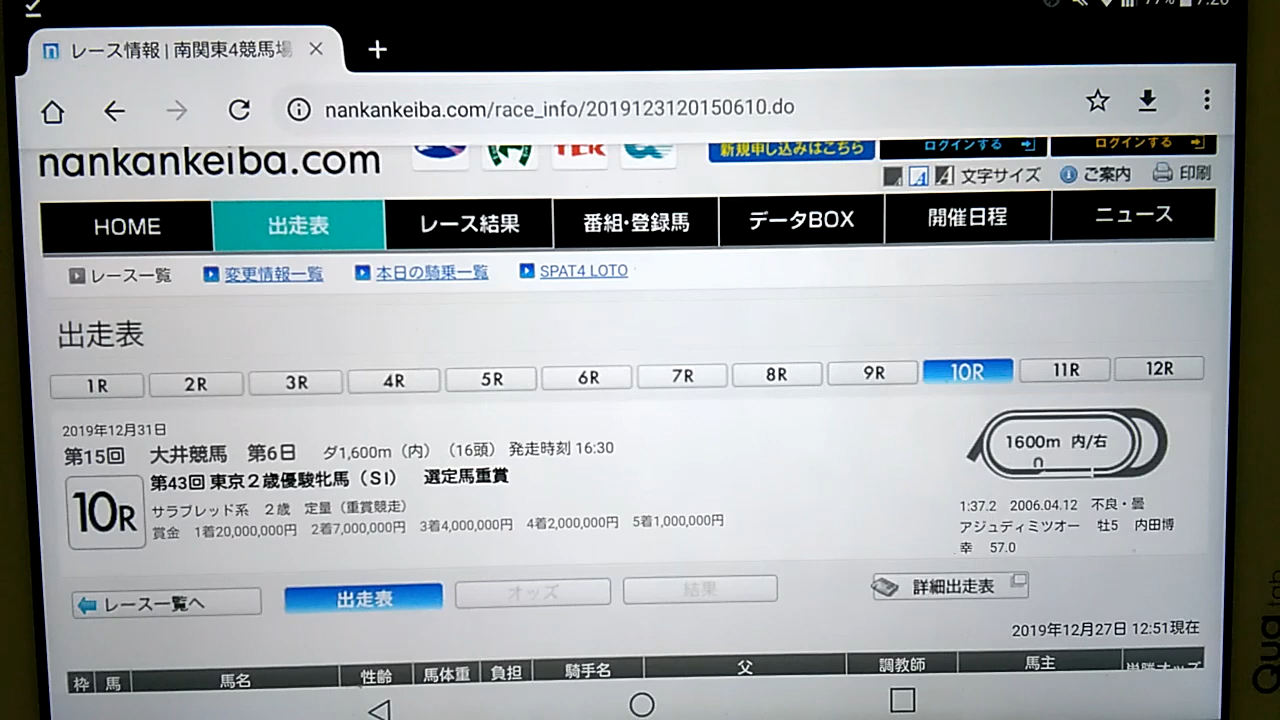 レース情報 | 南関東4競馬場
nankankeiba.com/race_info/2019123120150610.do
nankankeiba.com
新規申し込みはこちら
ログインする
ログインする
文字サイズ ご案内 印刷
HOME 出走表 レース結果 番組・登録馬 データBOX 開催日程 ニュース
レース一覧 変更情報一覧 本日の騎乗一覧 SPAT4 LOTO
出走表
1R 2R 3R 4R 5R 6R 7R 8R 9R 10R 11R 12R
2019年12月31日
第15回 大井競馬 第6日 ダ1,600m（内）（16頭） 発走時刻 16:30
10R
第43回 東京２歳優駿牝馬（ＳⅠ） 選定馬重賞
サラブレッド系 ２歳 定量（重賞競走）
賞金 1着20,000,000円 2着7,000,000円 3着4,000,000円 4着2,000,000円 5着1,000,000円
1600m 内/右
1:37.2 2006.04.12 不良・曇
アジュディミツオー 牡5 内田博
幸 57.0
レース一覧へ 出走表 オッズ 結果 詳細出走表
2019年12月27日 12:51現在
枠 馬 馬名 性齢 馬体重 負担 騎手名 父 調教師 馬主 単勝オッズ